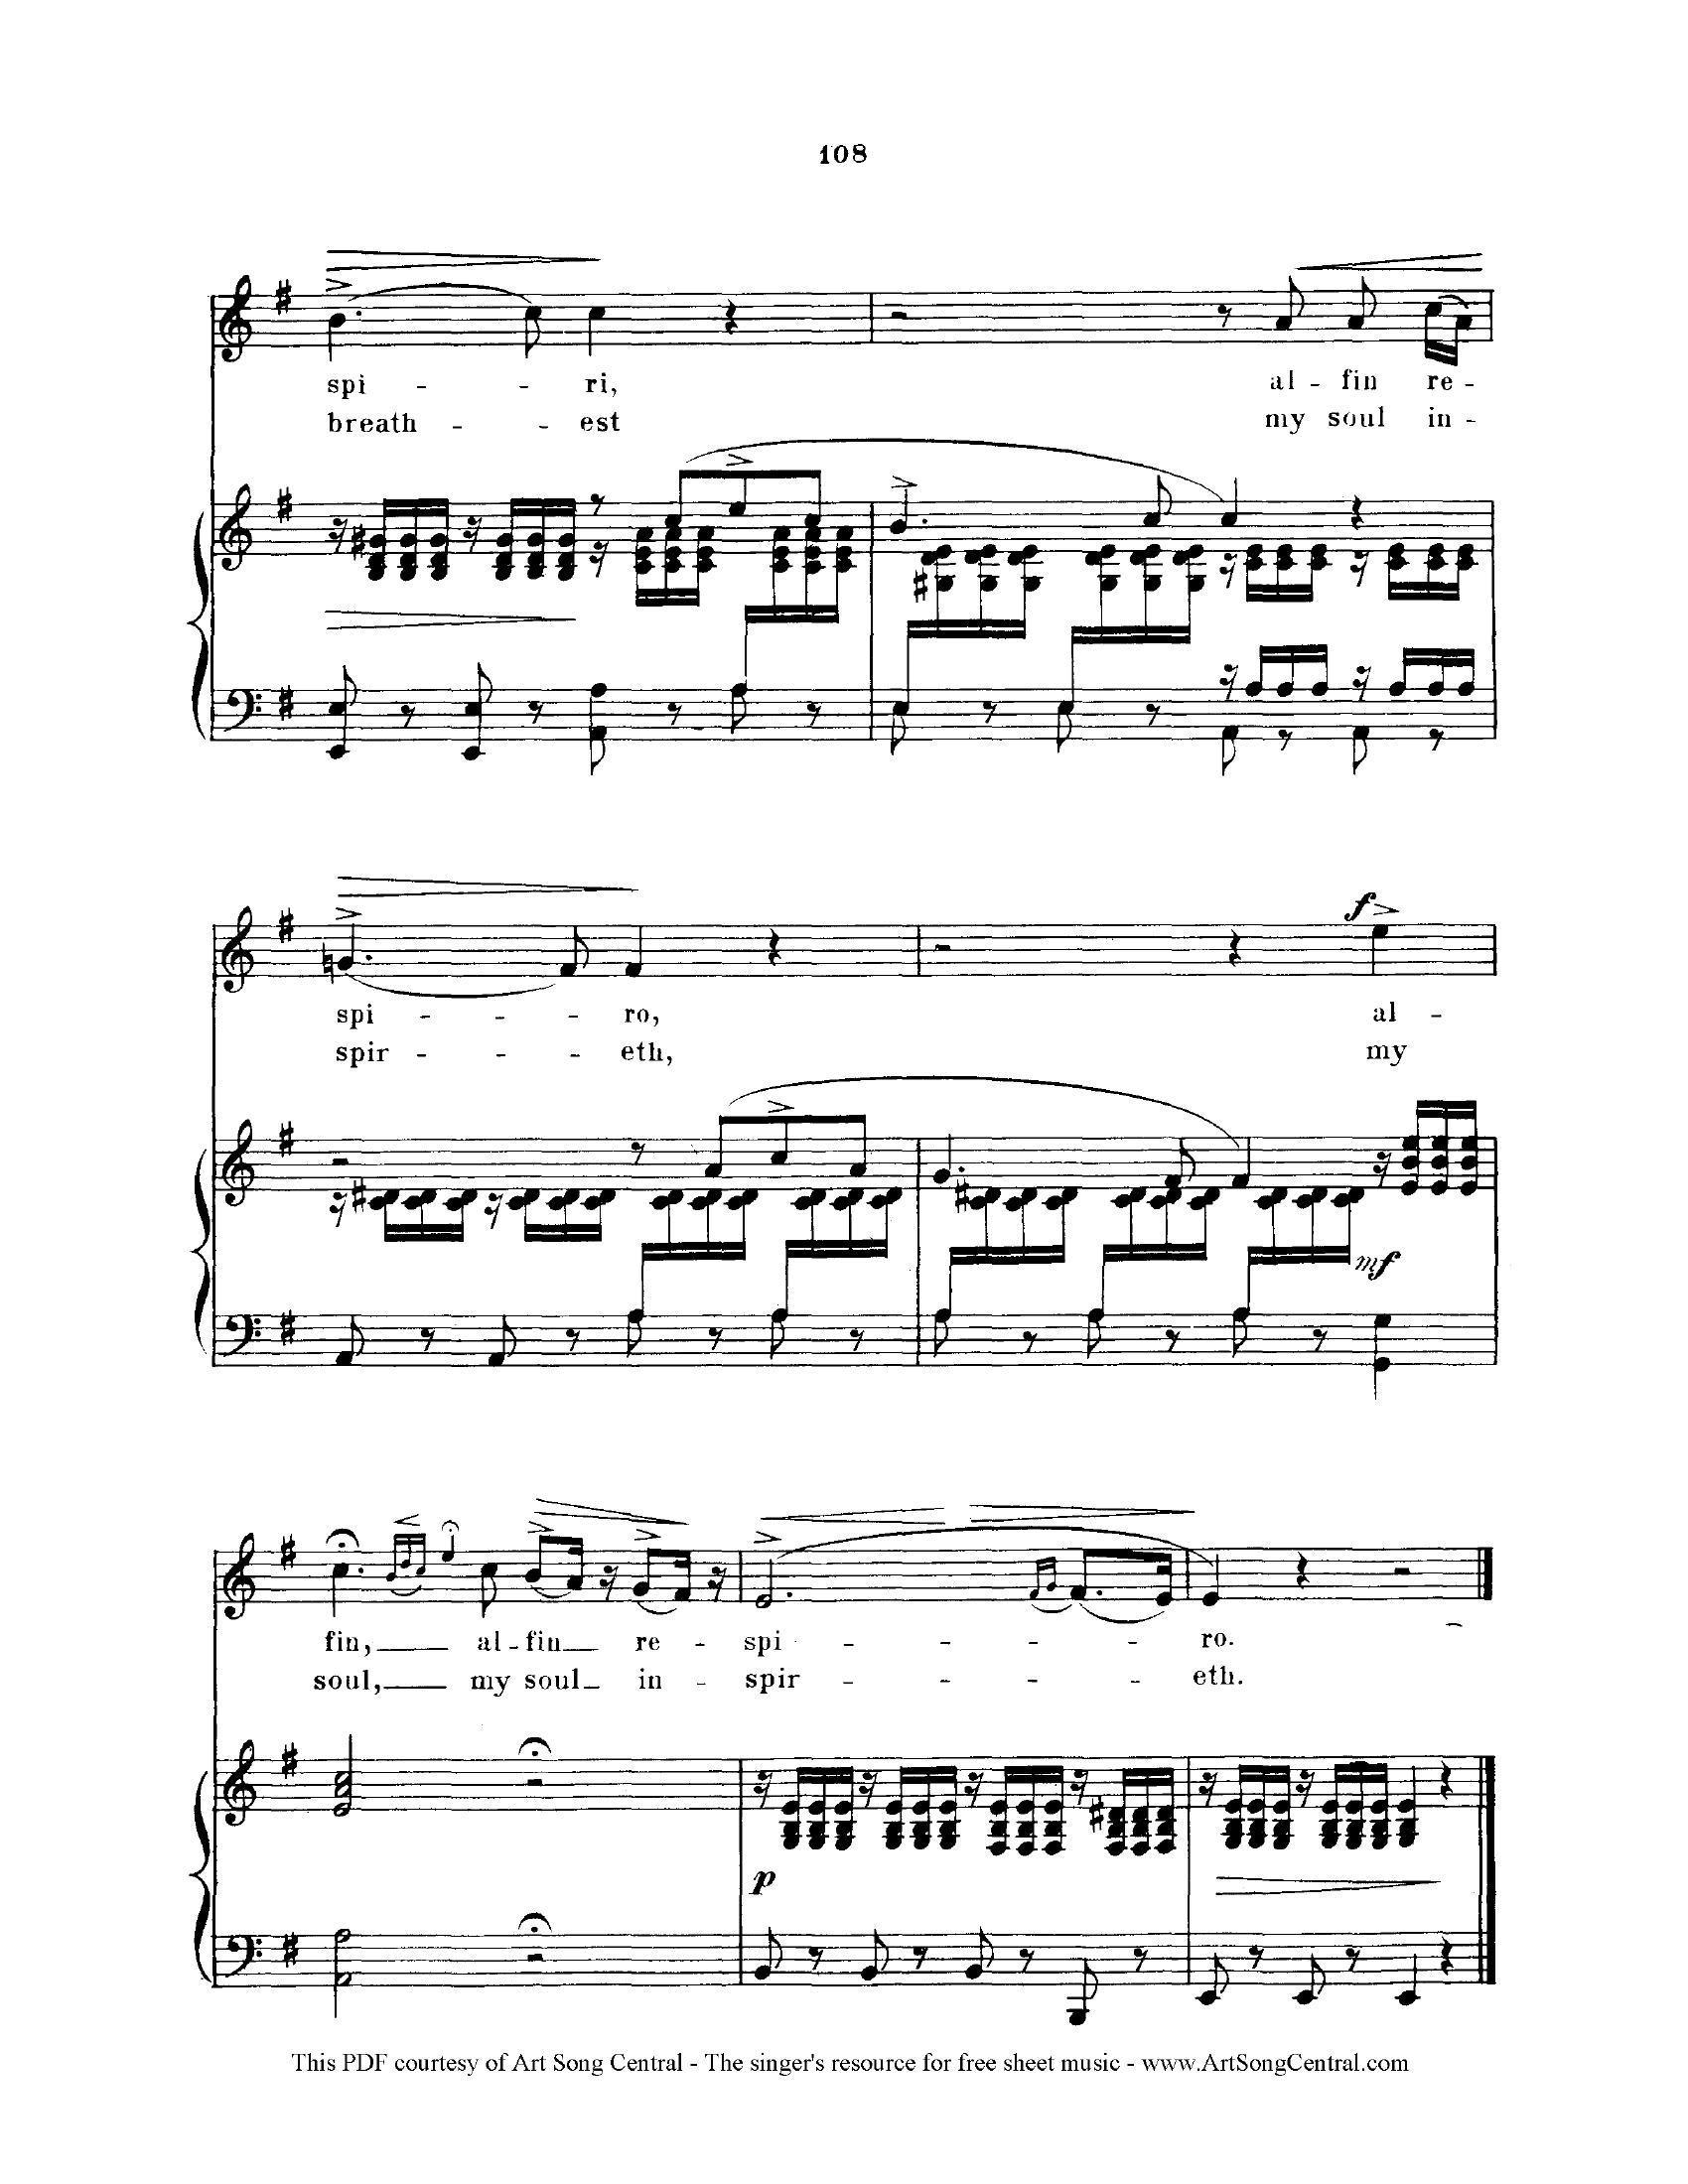 108
spi - - ri, al - fin re -
breath - - est my soul in -
spi - - - ro, al -
spir - - - eth, my
f
mf
fin, al - fin re - spi - - - - ro.
soul, my soul in - spir - - - - eth.
p
This PDF courtesy of Art Song Central - The singer's resource for free sheet music - www.ArtSongCentral.com